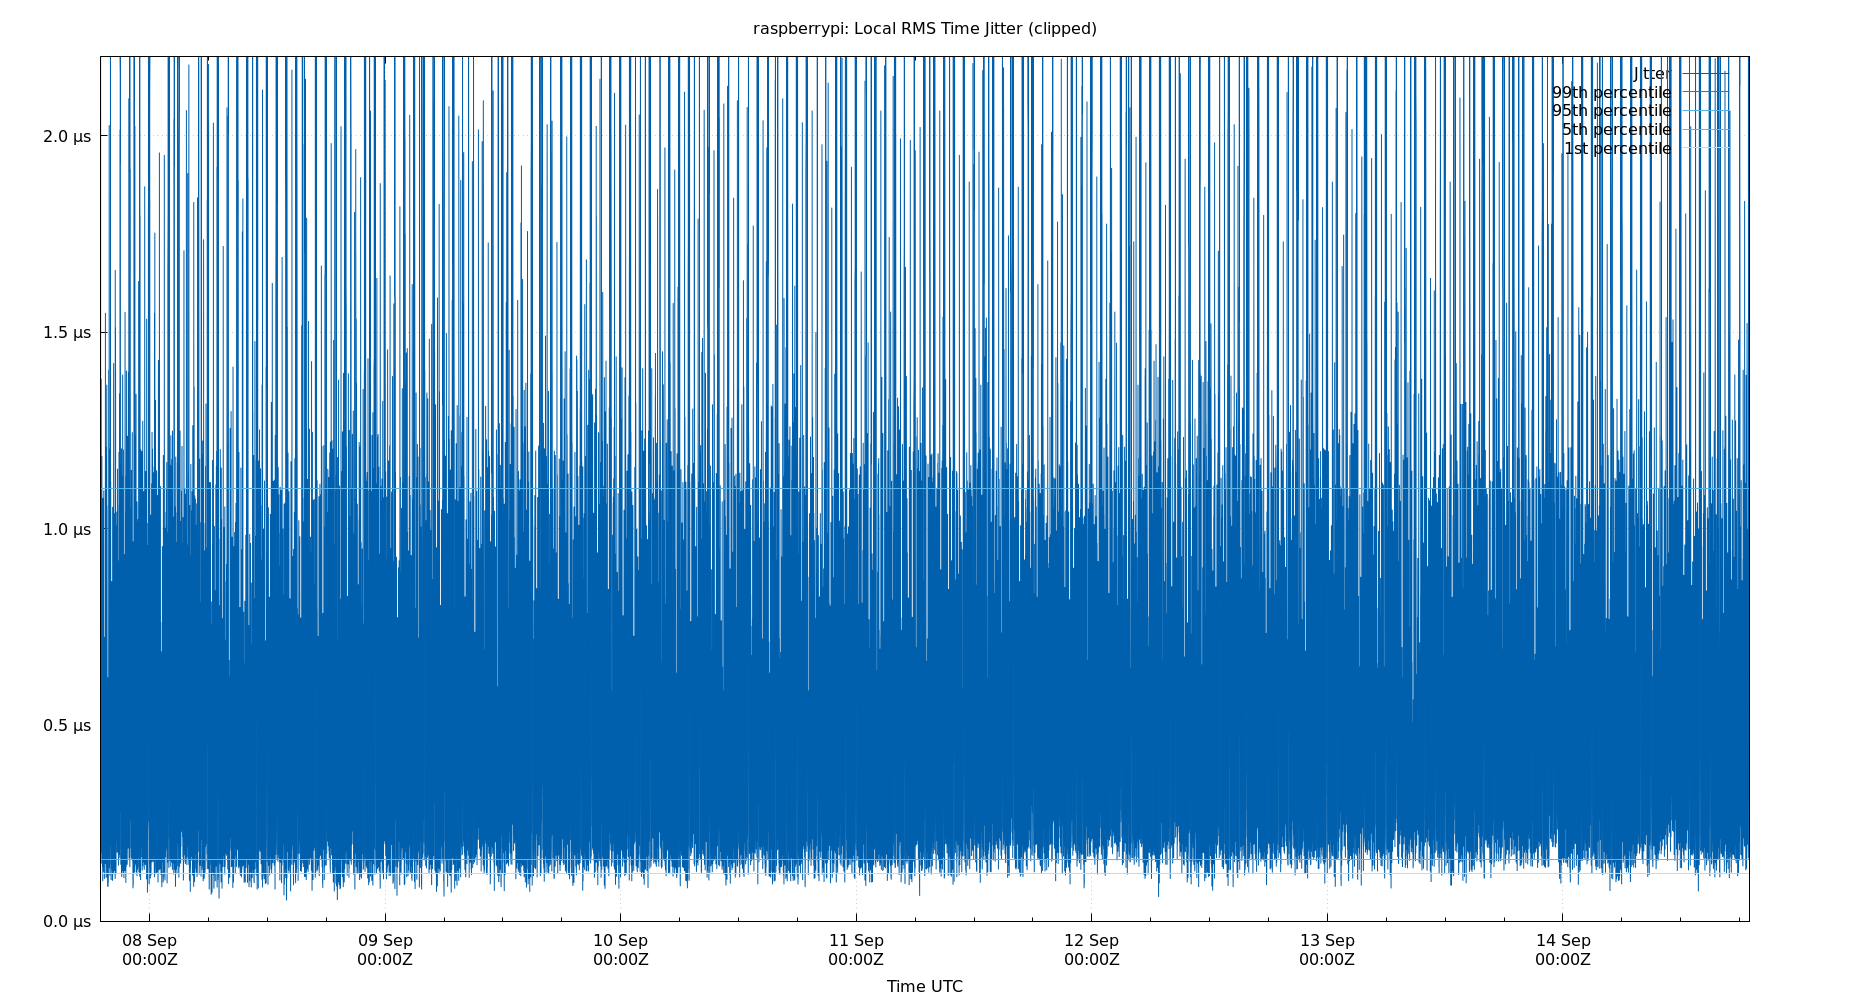 raspberrypi: Local RMS Time Jitter (clipped)
Jitter
99th percentile
95th percentile
5th percentile
1st percentile
2.0 µs
1.5 µs
1.0 µs
0.5 µs
0.0 µs
08 Sep 09 Sep 10 Sep 11 Sep 12 Sep 13 Sep 14 Sep
00:00Z 00:00Z 00:00Z 00:00Z 00:00Z 00:00Z 00:00Z
Time UTC